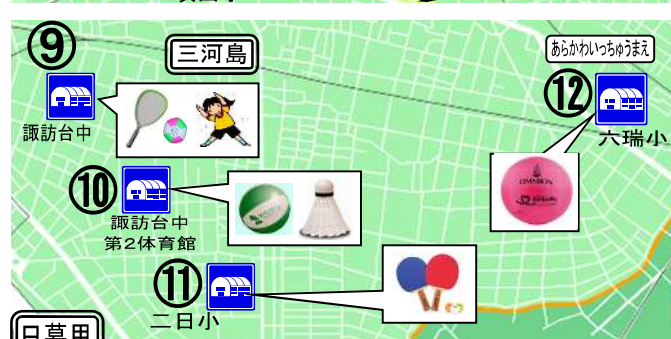 ⑨
三河島
あらかわいっちゅうまえ
諏訪台中
⑫
六瑞小
OMNIKIN
⑩
諏訪台中
第2体育館
⑪
二日小
日暮里